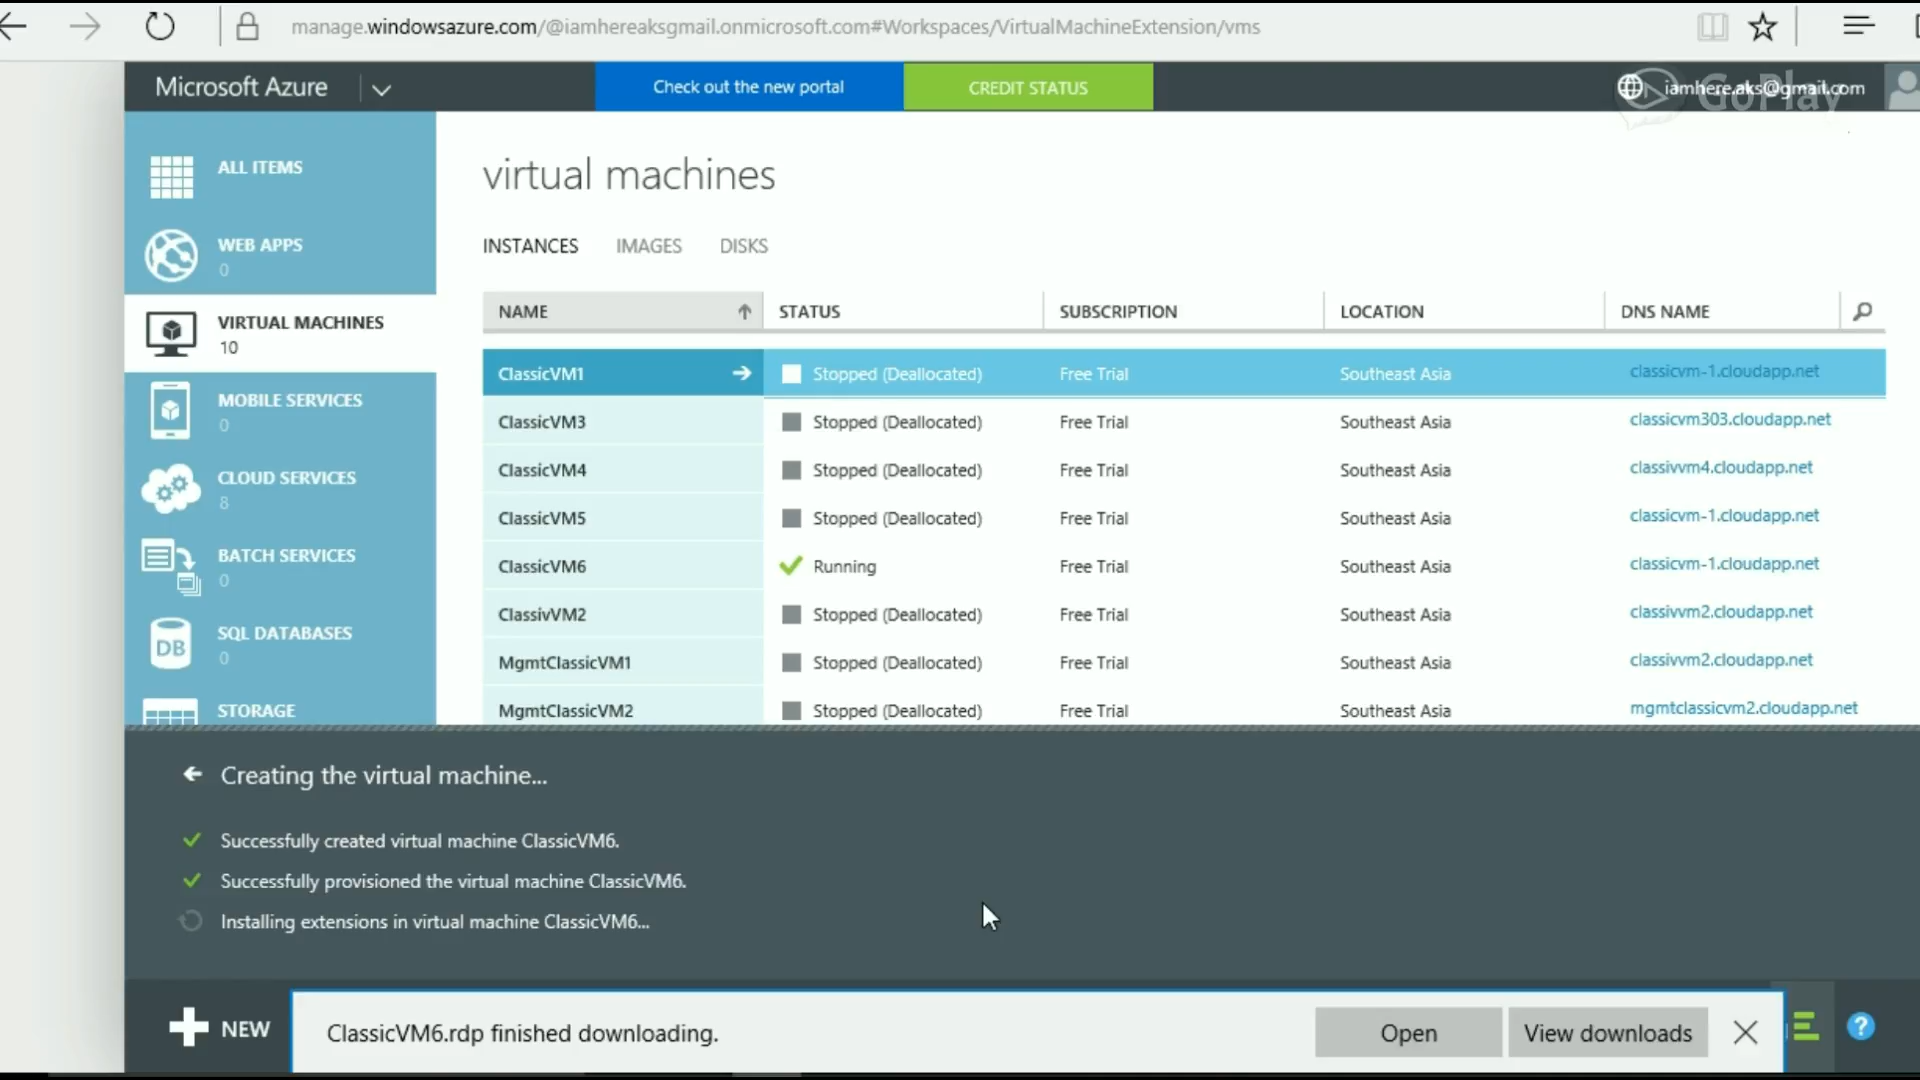 manage.windowsazure.com/@iamhereaksgmail.onmicrosoft.com#Workspaces/VirtualMachineExtension/vms
Microsoft Azure
Check out the new portal
CREDIT STATUS
iamhere.aks@gmail.com
GoPlay
ALL ITEMS
WEB APPS
0
VIRTUAL MACHINES
10
MOBILE SERVICES
0
CLOUD SERVICES
8
BATCH SERVICES
0
SQL DATABASES
0
DB
STORAGE
virtual machines
INSTANCES IMAGES DISKS
NAME STATUS SUBSCRIPTION LOCATION DNS NAME
ClassicVM1 Stopped (Deallocated) Free Trial Southeast Asia classicvm-1.cloudapp.net
ClassicVM3 Stopped (Deallocated) Free Trial Southeast Asia classicvm303.cloudapp.net
ClassicVM4 Stopped (Deallocated) Free Trial Southeast Asia classivvm4.cloudapp.net
ClassicVM5 Stopped (Deallocated) Free Trial Southeast Asia classicvm-1.cloudapp.net
ClassicVM6 Running Free Trial Southeast Asia classicvm-1.cloudapp.net
ClassivVM2 Stopped (Deallocated) Free Trial Southeast Asia classivvm2.cloudapp.net
MgmtClassicVM1 Stopped (Deallocated) Free Trial Southeast Asia classivvm2.cloudapp.net
MgmtClassicVM2 Stopped (Deallocated) Free Trial Southeast Asia mgmtclassicvm2.cloudapp.net
Creating the virtual machine...
Successfully created virtual machine ClassicVM6.
Successfully provisioned the virtual machine ClassicVM6.
Installing extensions in virtual machine ClassicVM6...
NEW
ClassicVM6.rdp finished downloading.
Open
View downloads
?